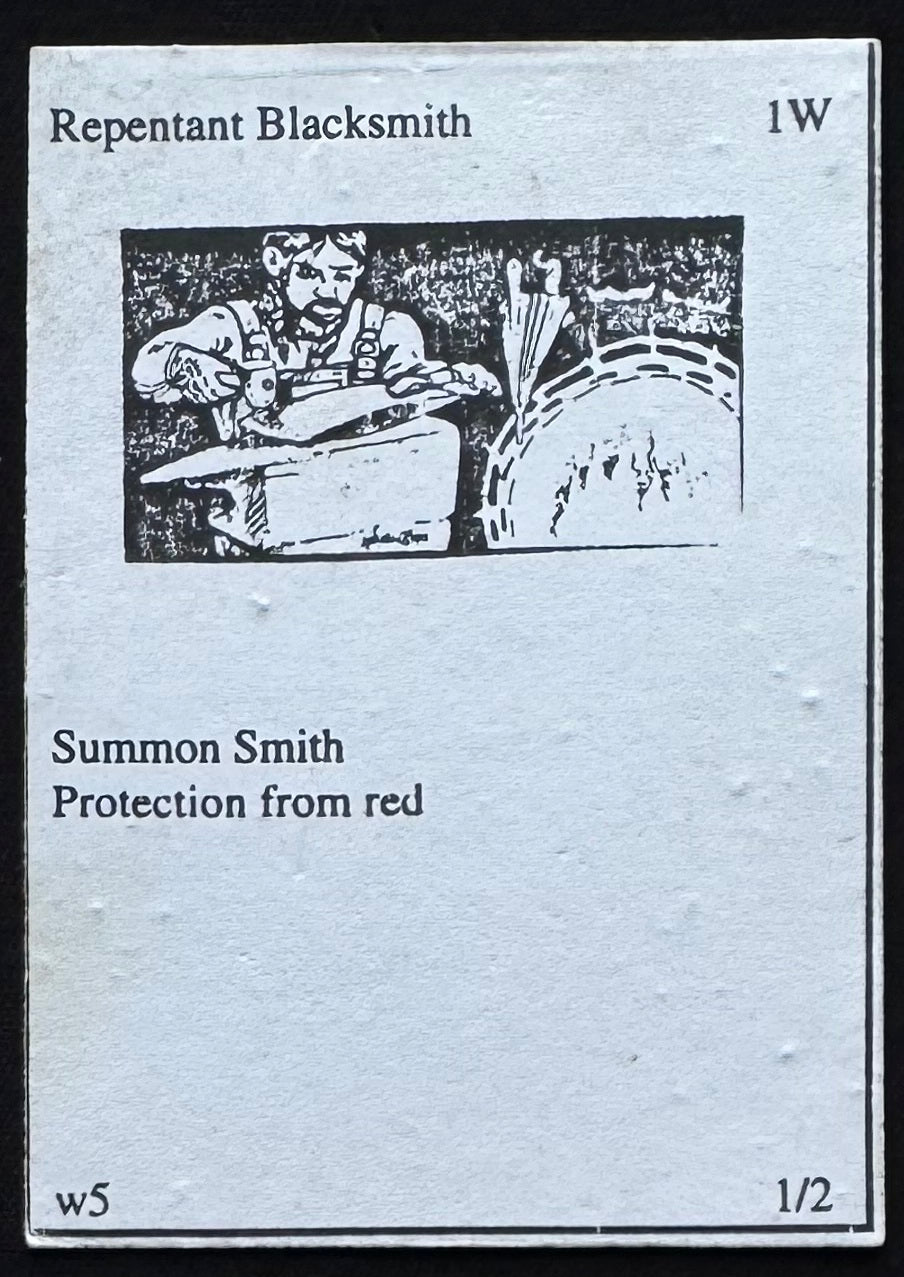 Repentant Blacksmith 1W
Summon Smith
Protection from red
w5 1/2